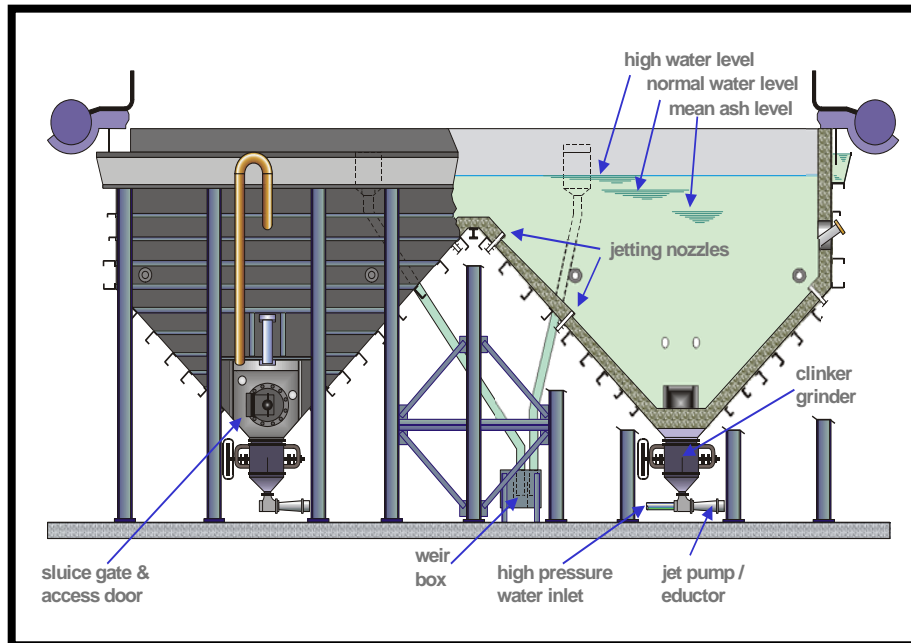 high water level
normal water level
mean ash level
jetting nozzles
clinker
grinder
sluice gate &
access door
weir
box
high pressure
water inlet
jet pump /
eductor